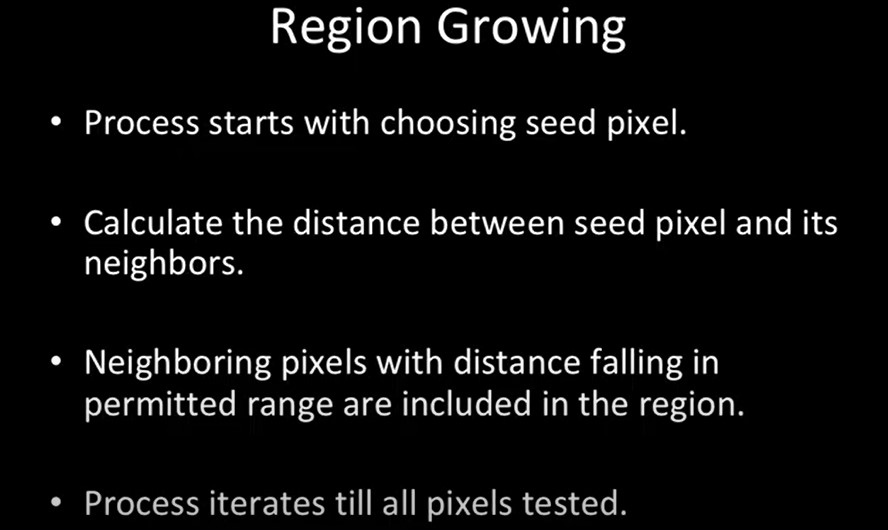 Region Growing
• Process starts with choosing seed pixel.
• Calculate the distance between seed pixel and its
neighbors.
• Neighboring pixels with distance falling in
permitted range are included in the region.
• Process iterates till all pixels tested.